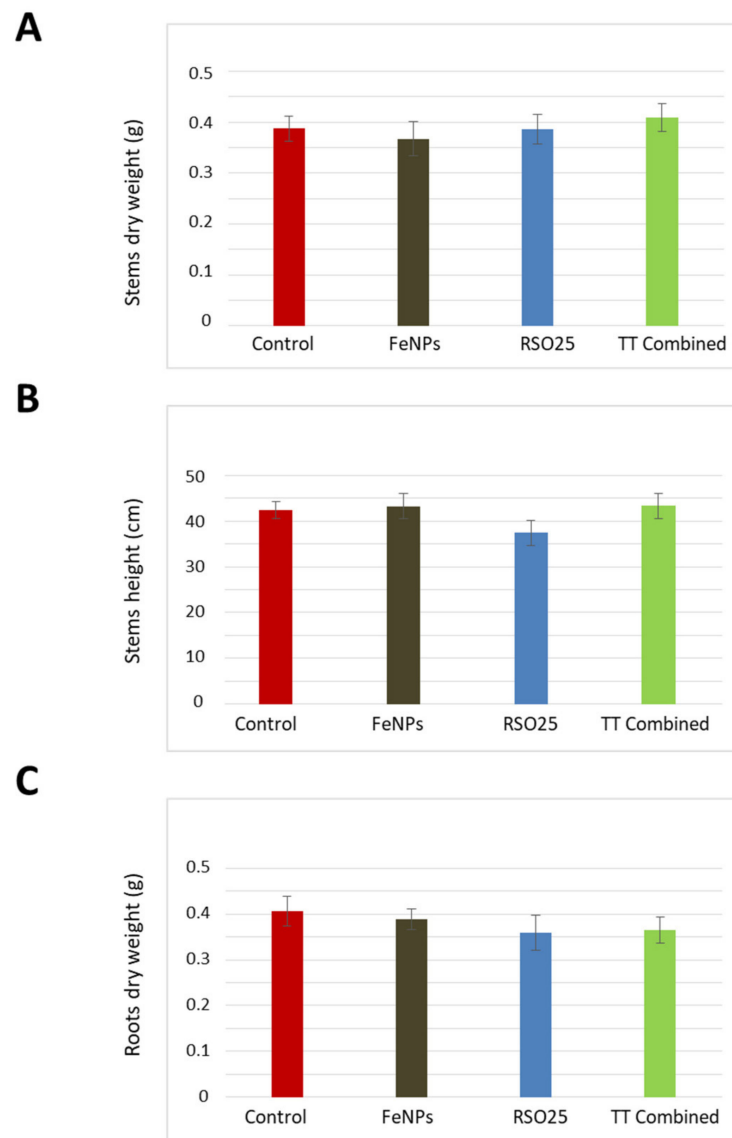 A
Stems dry weight (g)
0.5
0.4
0.3
0.2
0.1
0
Control FeNPs RSO25 TT Combined
B
Stems height (cm)
50
40
30
20
10
0
Control FeNPs RSO25 TT Combined
C
Roots dry weight (g)
0.5
0.4
0.3
0.2
0.1
0
Control FeNPs RSO25 TT Combined